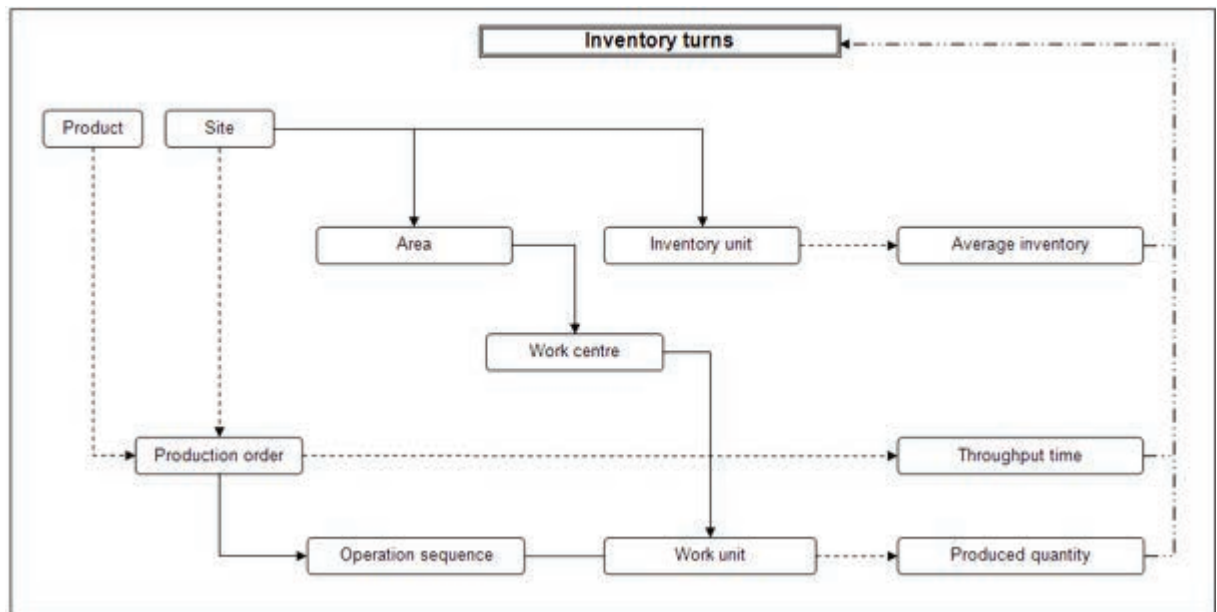 Inventory turns
Product
Site
Area
Inventory unit
Average inventory
Work centre
Production order
Throughput time
Operation sequence
Work unit
Produced quantity